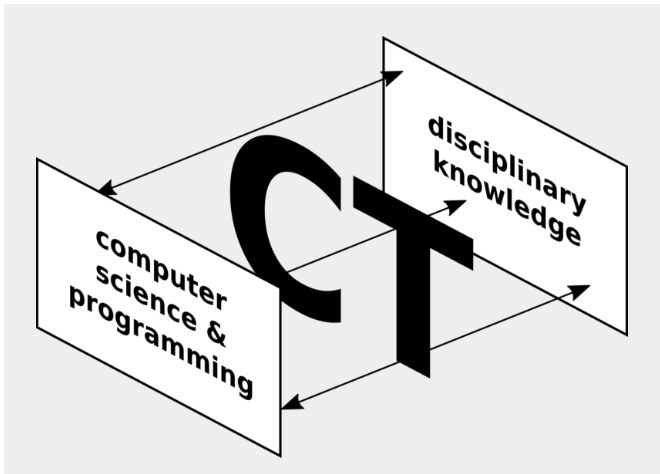 disciplinary
knowledge
CT
computer
science &
programming